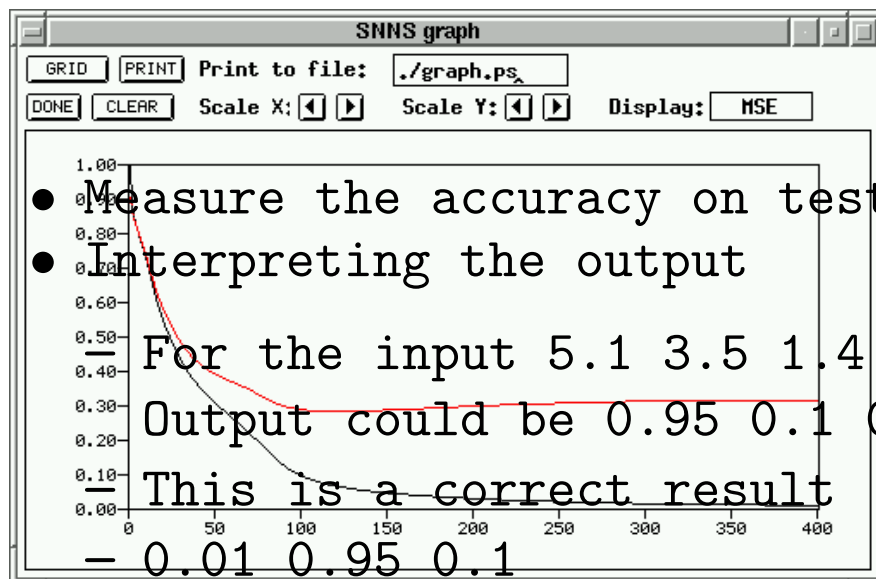 SNNS graph
GRID PRINT Print to file: ./graph.ps
DONE CLEAR Scale X: Scale Y: Display: MSE
1.00
0.90
• Measure the accuracy on test
0.80
0.70
• Interpreting the output
0.60
0.50
– For the input 5.1 3.5 1.4
0.40
0.30
Output could be 0.95 0.1
0.20
0.10
– This is a correct result
0.00
0 50 100 150 200 250 300 350 400
– 0.01 0.95 0.1